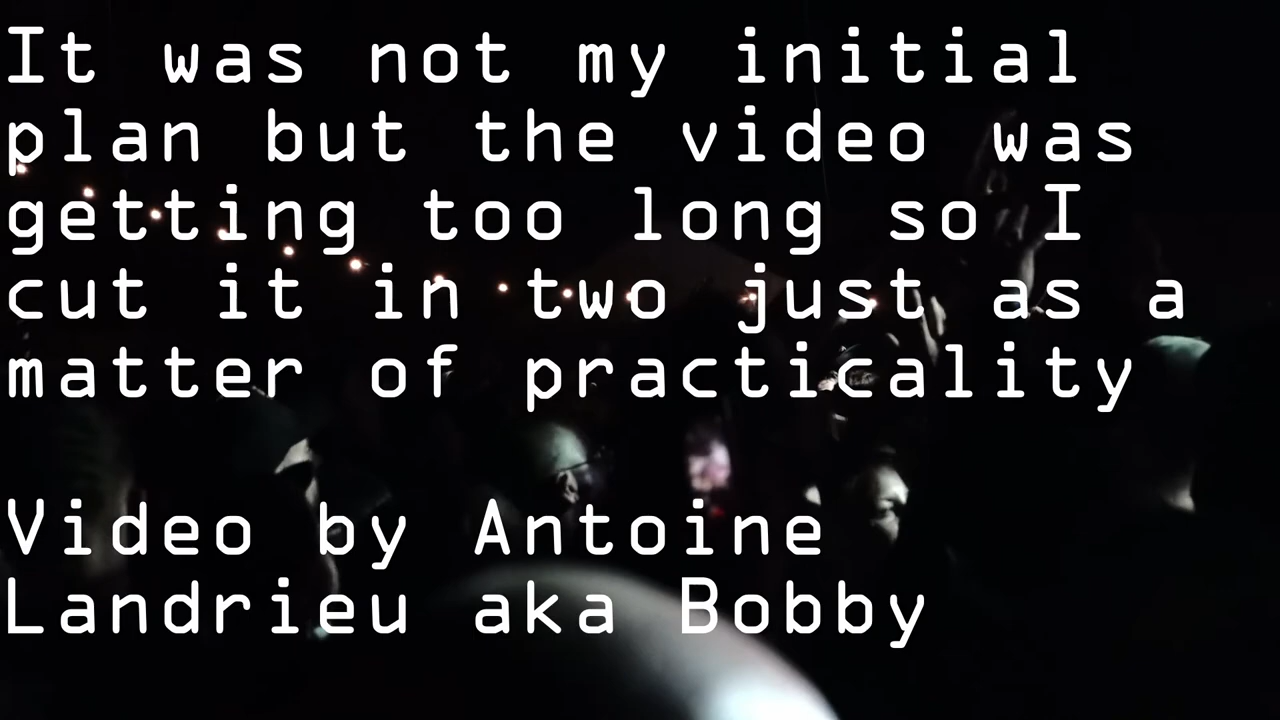 It was not my initial
plan but the video was
getting too long so I
cut it in two just as a
matter of practicality
Video by Antoine
Landrieu aka Bobby